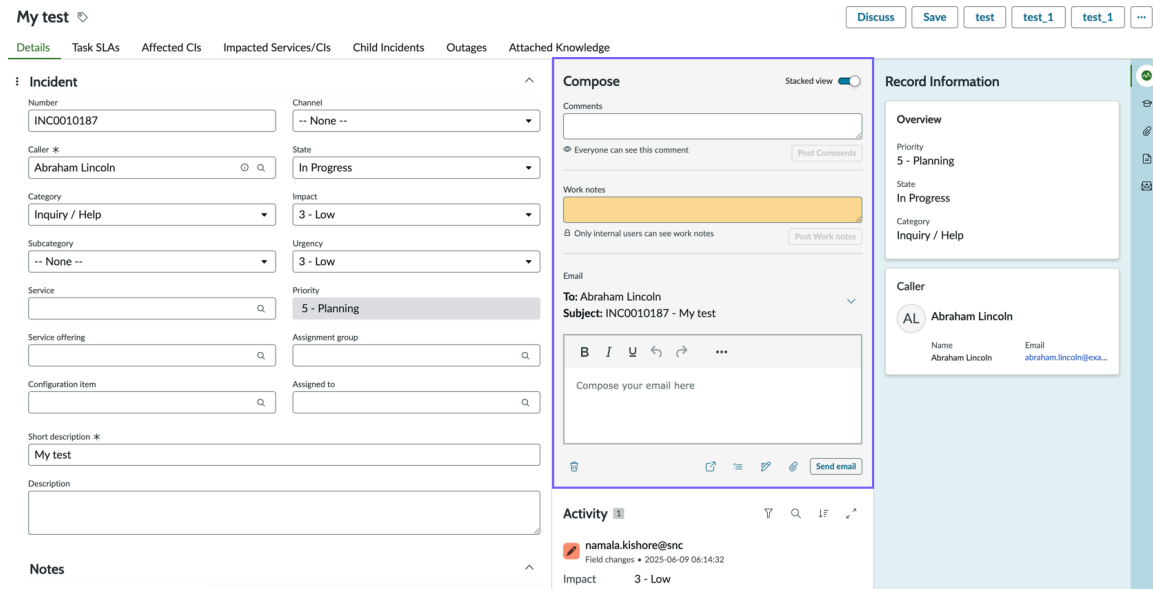 My test
Discuss
Save
test
test_1
test_1
Details
Task SLAs
Affected CIs
Impacted Services/CIs
Child Incidents
Outages
Attached Knowledge
Incident
Number
INC0010187
Channel
-- None --
Caller
Abraham Lincoln
State
In Progress
Category
Inquiry / Help
Impact
3 - Low
Subcategory
-- None --
Urgency
3 - Low
Service
Priority
5 - Planning
Service offering
Assignment group
Configuration item
Assigned to
Short description
My test
Description
Notes
Compose
Stacked view
Comments
Everyone can see this comment
Post Comments
Work notes
Only internal users can see work notes
Post Work notes
Email
To: Abraham Lincoln
Subject: INC0010187 - My test
B I U
Compose your email here
Send email
Activity 1
namala.kishore@snc
Field changes • 2025-06-09 06:14:32
Impact 3 - Low
Record Information
Overview
Priority
5 - Planning
State
In Progress
Category
Inquiry / Help
Caller
AL
Abraham Lincoln
Name
Abraham Lincoln
Email
abraham.lincoln@exa...